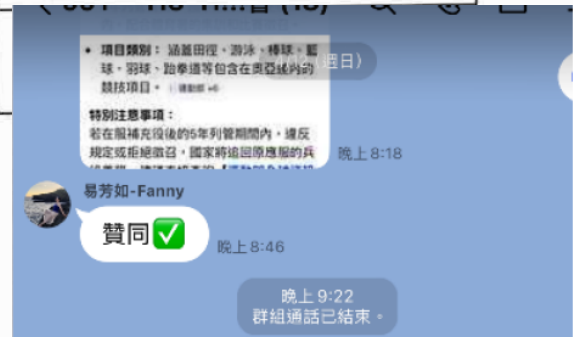 (週日)
• 項目類別： 涵蓋田徑、游泳、棒球、籃
球、羽球、跆拳道等包含在奧亞線內的
競技項目。
特別注意事項：
若在服補充役後的5年列管期間內，違反
規定或拒絕徵召，國家將追回原應服的兵
晚上 8:18
易芳如-Fanny
贊同✅
晚上 8:46
晚上 9:22
群組通話已結束。